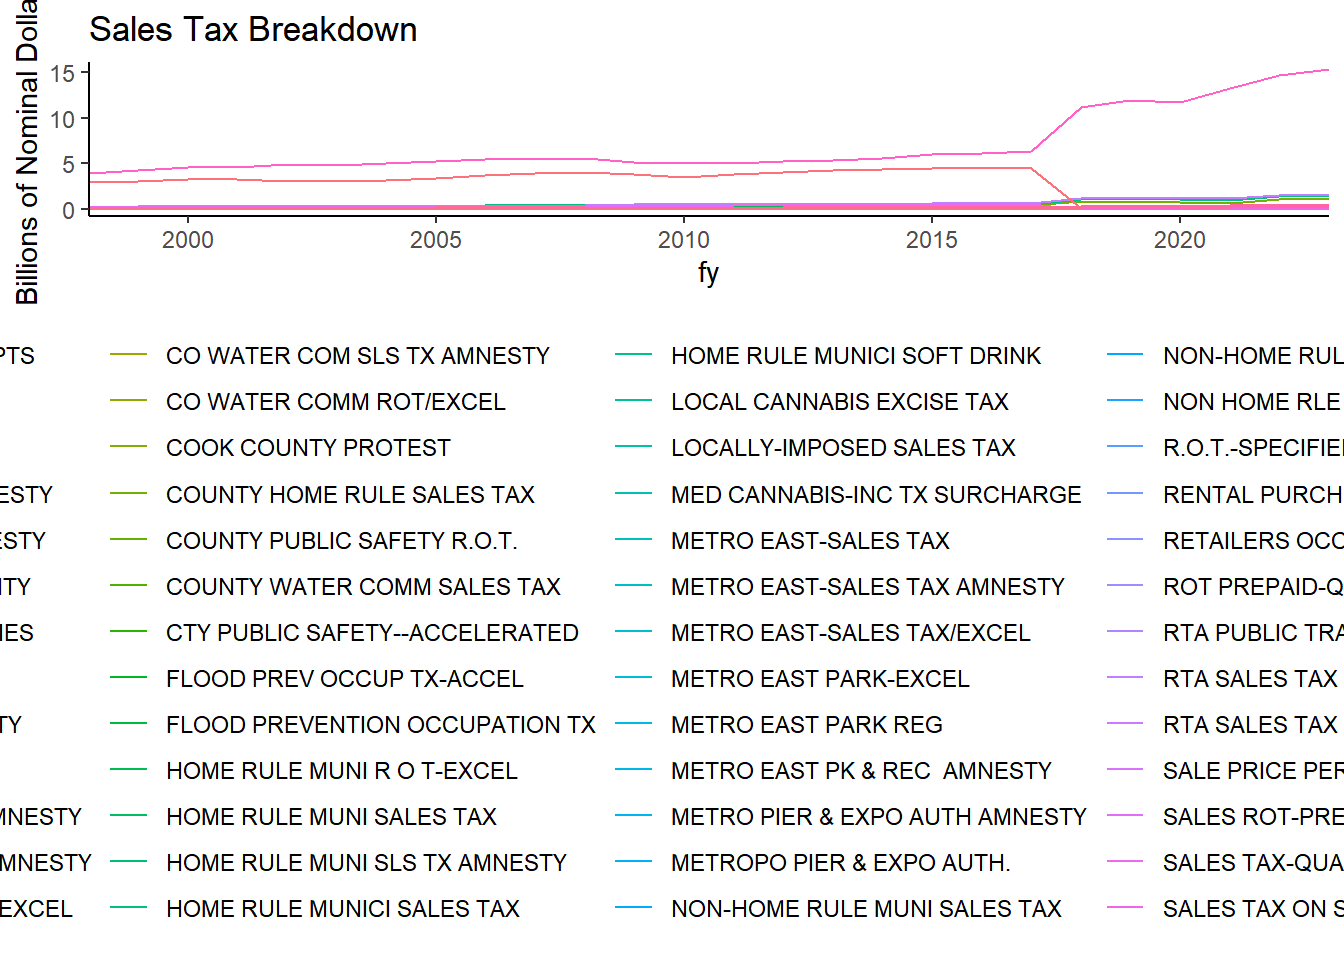 Sales Tax Breakdown
Billions of Nominal Dolla
15
10
5
0
2000 2005 2010 2015 2020
fy
PTS CO WATER COM SLS TX AMNESTY HOME RULE MUNICI SOFT DRINK NON-HOME RUL
CO WATER COMM ROT/EXCEL LOCAL CANNABIS EXCISE TAX NON HOME RLE
COOK COUNTY PROTEST LOCALLY-IMPOSED SALES TAX R.O.T.-SPECIFIE
ESTY COUNTY HOME RULE SALES TAX MED CANNABIS-INC TX SURCHARGE RENTAL PURCH
ESTY COUNTY PUBLIC SAFETY R.O.T. METRO EAST-SALES TAX RETAILERS OCC
ITY COUNTY WATER COMM SALES TAX METRO EAST-SALES TAX AMNESTY ROT PREPAID-Q
IES CTY PUBLIC SAFETY--ACCELERATED METRO EAST-SALES TAX/EXCEL RTA PUBLIC TRA
FLOOD PREV OCCUP TX-ACCEL METRO EAST PARK-EXCEL RTA SALES TAX
TY FLOOD PREVENTION OCCUPATION TX METRO EAST PARK REG RTA SALES TAX
HOME RULE MUNI R O T-EXCEL METRO EAST PK & REC  AMNESTY SALE PRICE PER
MNESTY HOME RULE MUNI SALES TAX METRO PIER & EXPO AUTH AMNESTY SALES ROT-PRE
MNESTY HOME RULE MUNI SLS TX AMNESTY METROPO PIER & EXPO AUTH. SALES TAX-QUA
EXCEL HOME RULE MUNICI SALES TAX NON-HOME RULE MUNI SALES TAX SALES TAX ON S